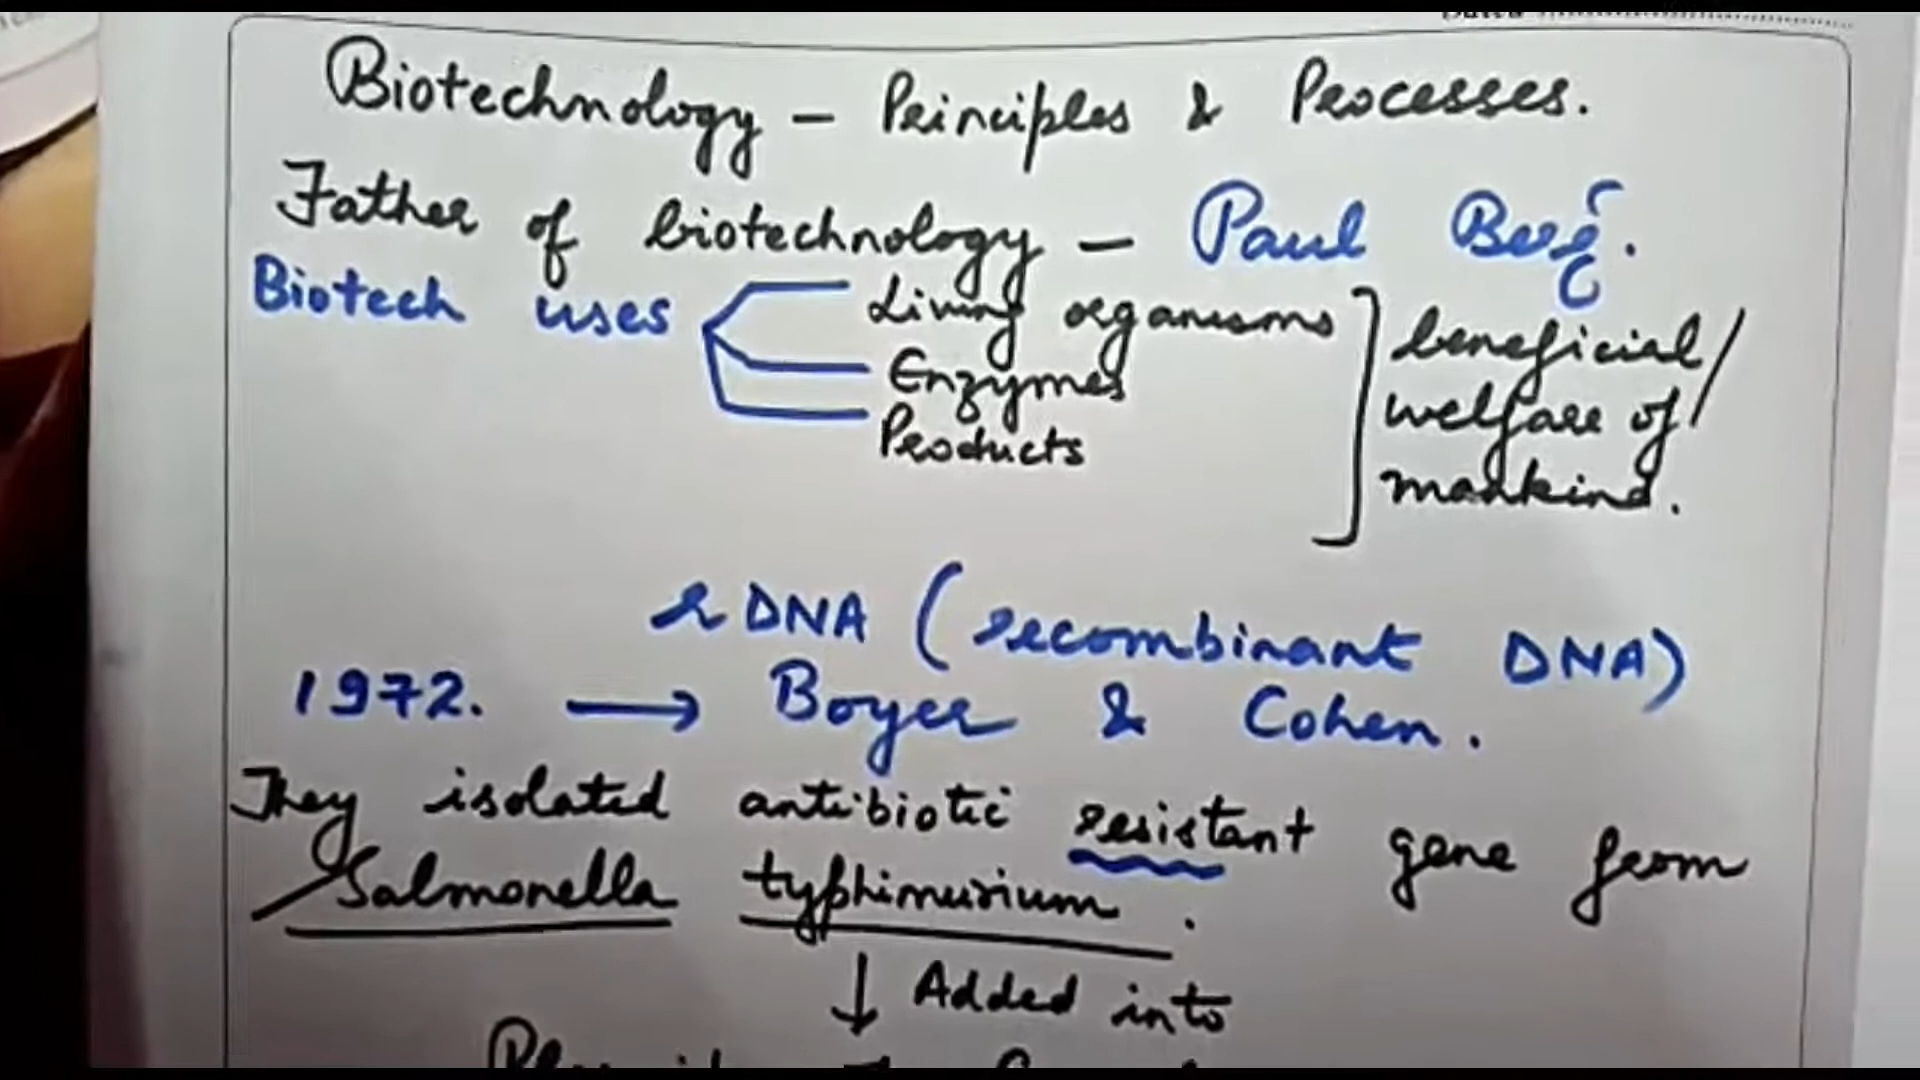 Biotechnology – Principles & Processes.
Father of biotechnology – Paul Berg.
Biotech uses
Living organisms
Enzymes
Products
beneficial/
welfare of
mankind.
rDNA (recombinant DNA)
1972. → Boyer & Cohen.
They isolated antibiotic resistant gene from
Salmonella typhimurium.
↓ Added into